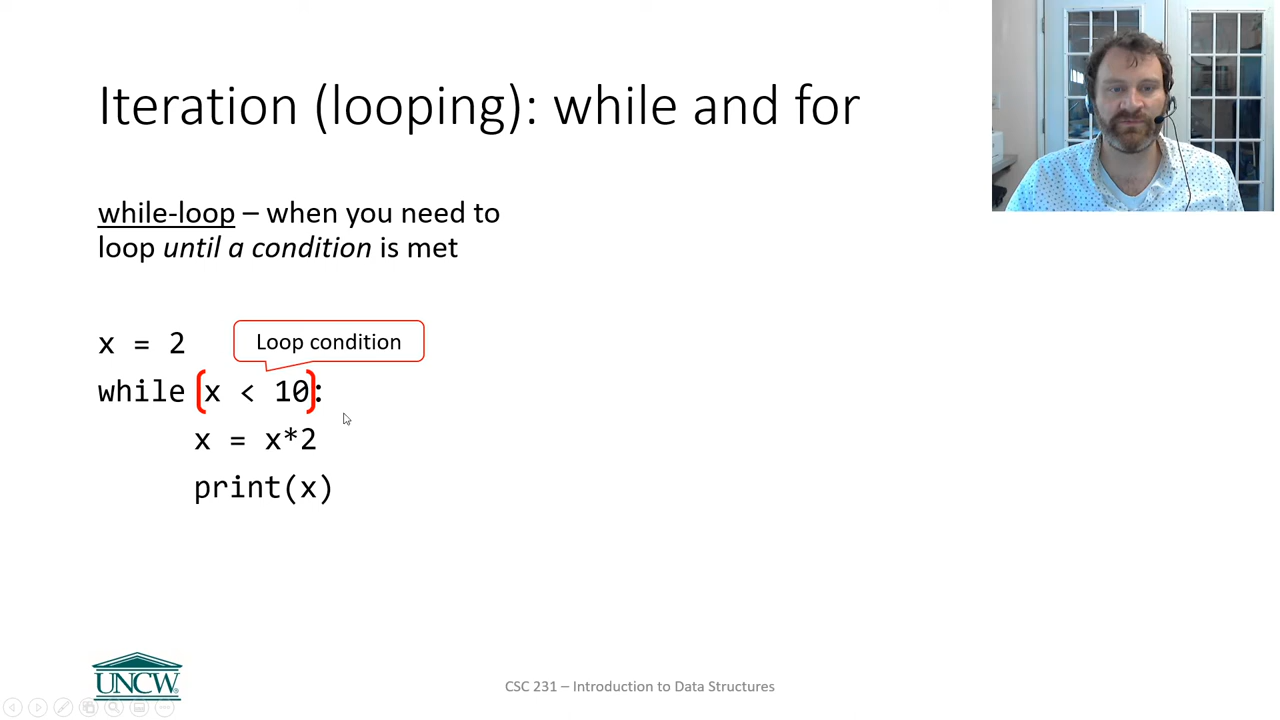 Iteration (looping): while and for
while-loop – when you need to
loop until a condition is met
x = 2
Loop condition
while [x < 10]:
x = x*2
print(x)
UNCW
CSC 231 – Introduction to Data Structures